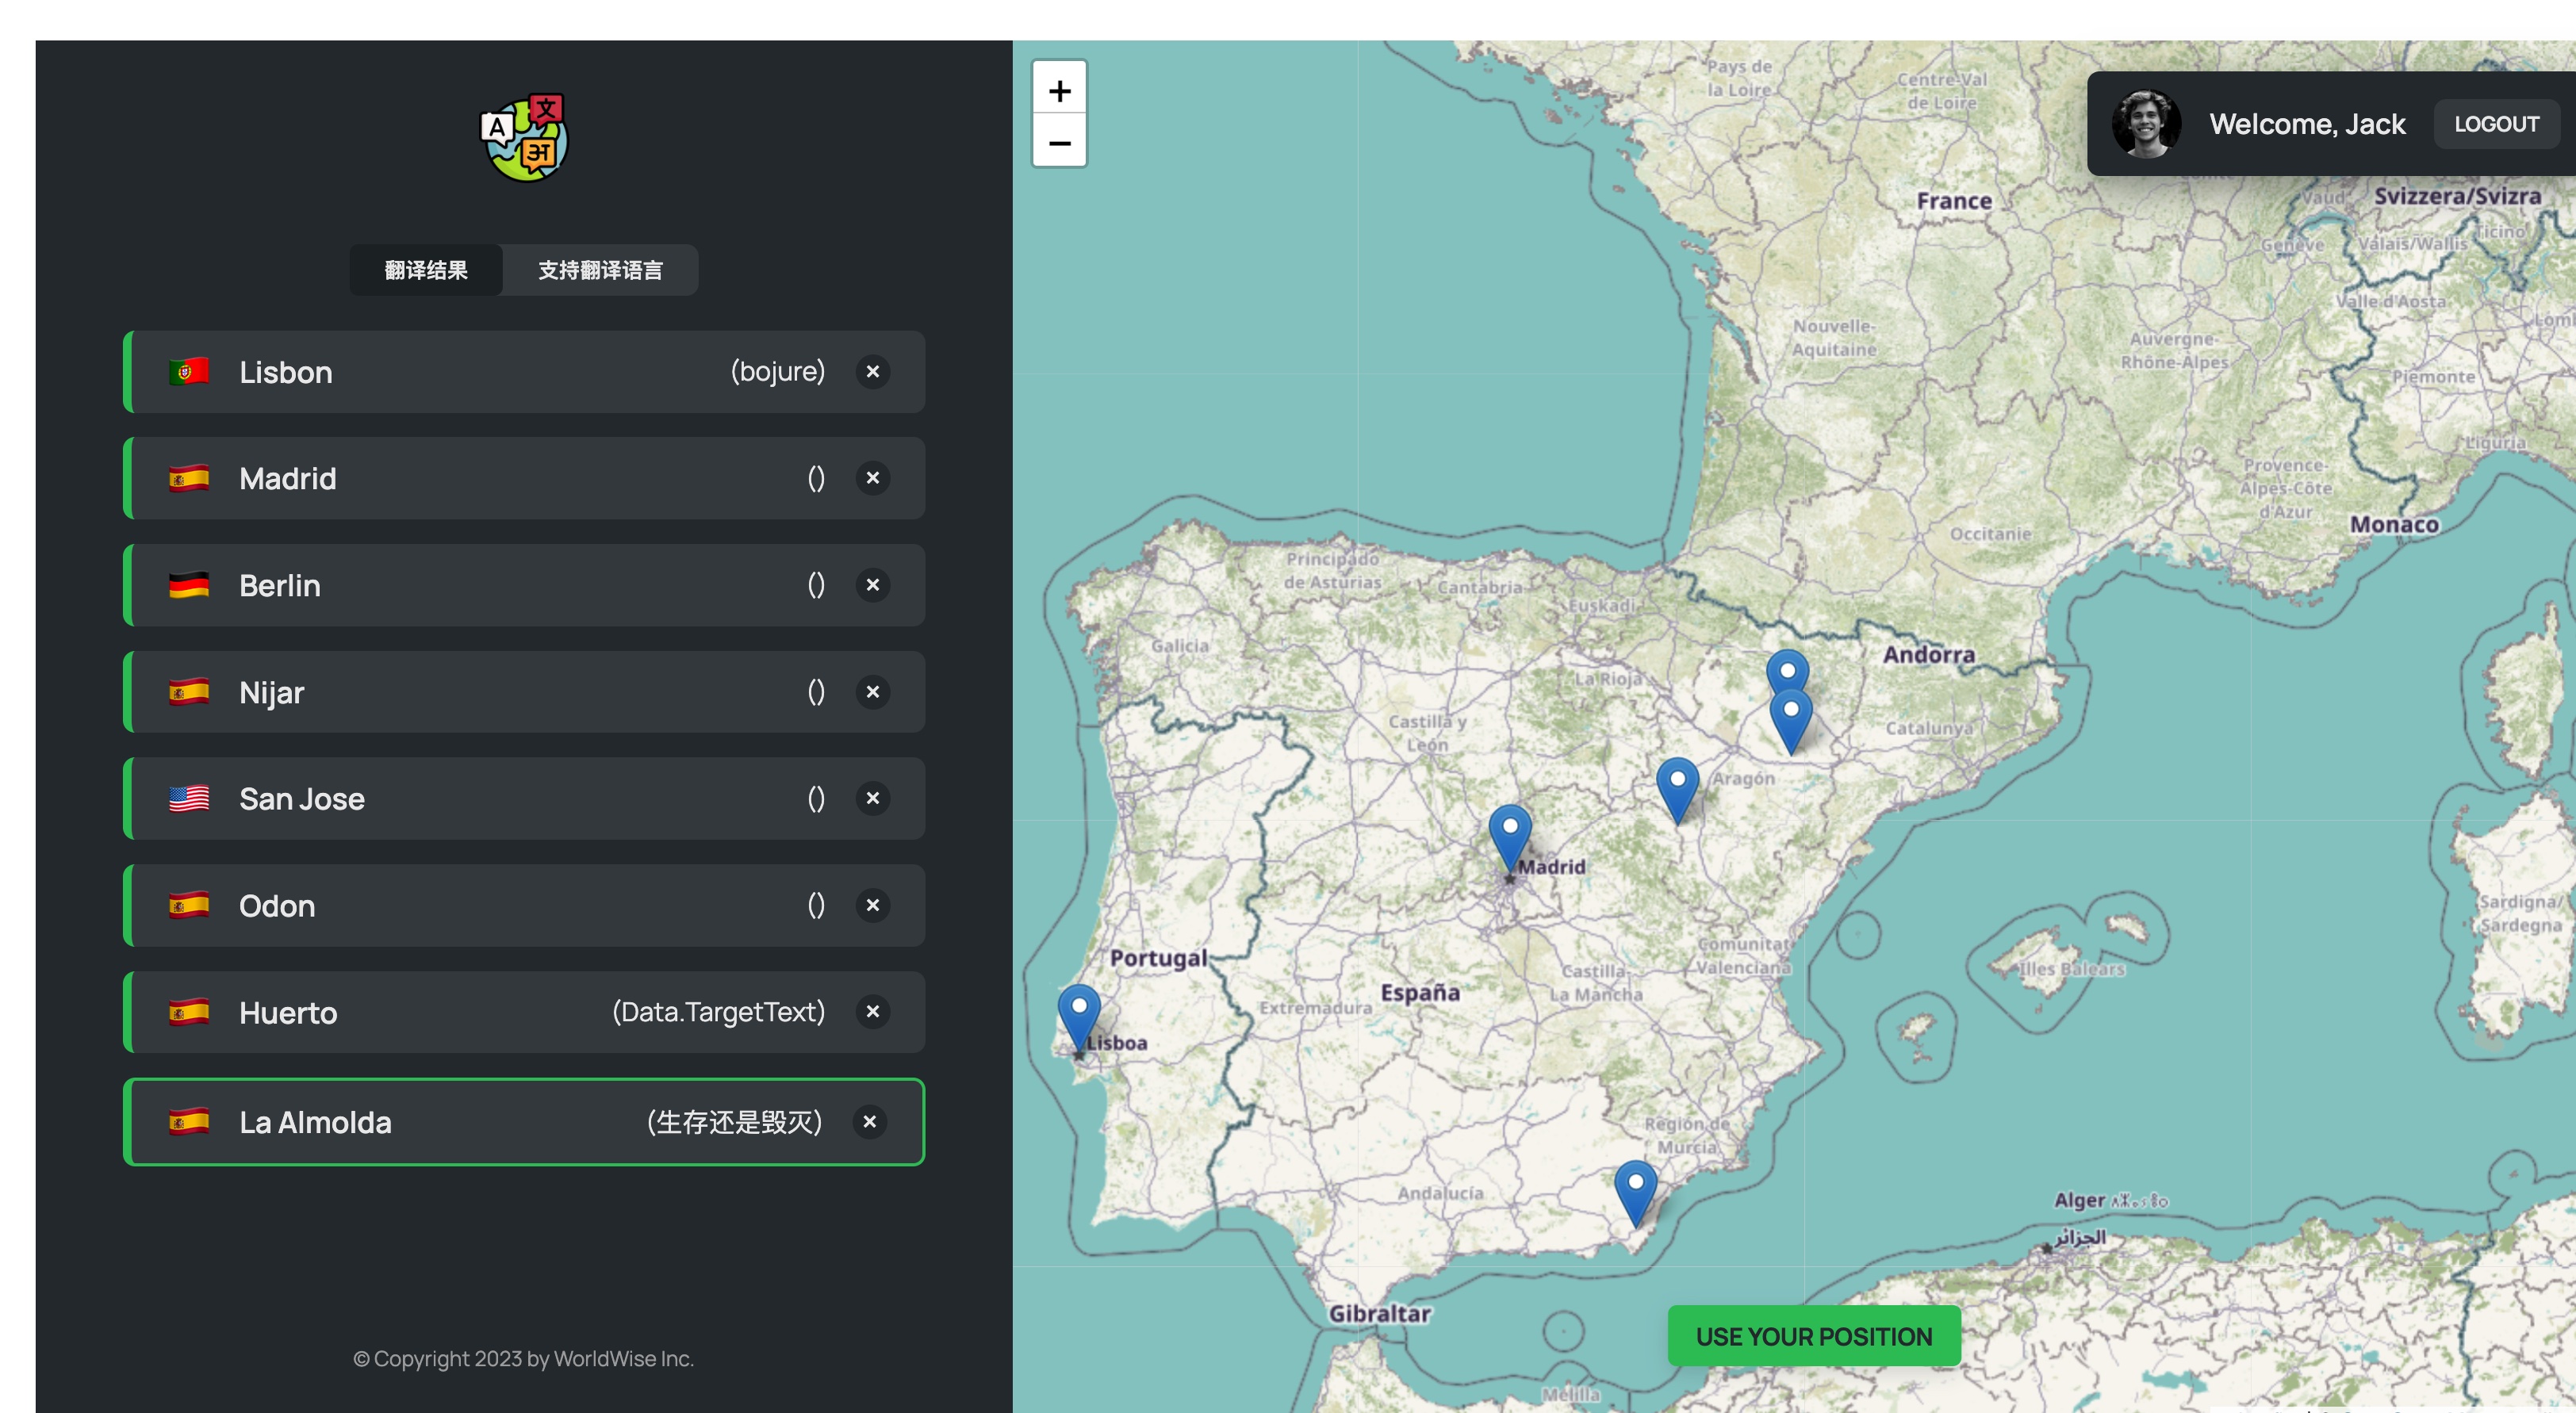 A 文 अ
翻译结果 支持翻译语言
Lisbon (bojure) ×
Madrid () ×
Berlin () ×
Nijar () ×
San Jose () ×
Odon () ×
Huerto (Data.TargetText) ×
La Almolda (生存还是毁灭) ×
© Copyright 2023 by WorldWise Inc.
+
−
Welcome, Jack LOGOUT
Pays de
la Loire
Centre-Val
de Loire
France
Svizzera/Svizra
Vaud
Genève
Valais/Wallis
Ticino
Valle d'Aosta
Nouvelle-
Aquitaine
Auvergne-
Rhône-Alpes
Piemonte
Liguria
Provence-
Alpes-Côte
d'Azur
Monaco
Occitanie
Principado
de Asturias
Cantabria
Euskadi
Galicia
Andorra
La Rioja
Castilla y
León
Catalunya
Aragón
Madrid
Portugal
Comunitat
Valenciana
Castilla-
La Mancha
España
Extremadura
Illes Balears
Sardigna/
Sardegna
Lisboa
Región de
Murcia
Andalucía
Alger
الجزائر
Gibraltar
USE YOUR POSITION
Melilla